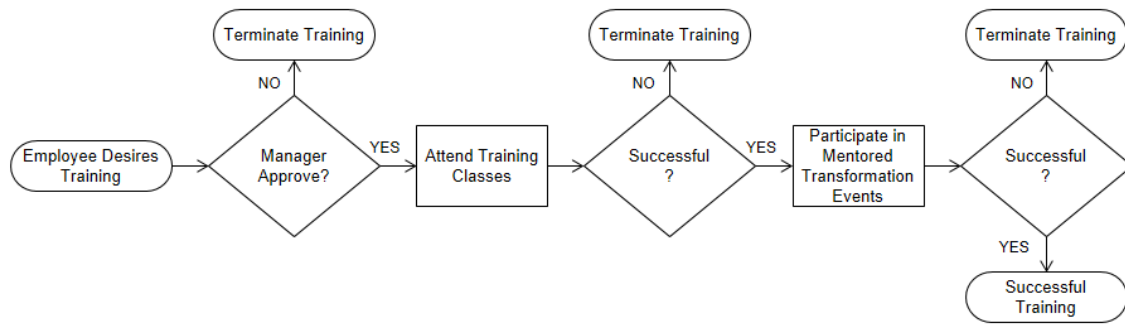 Terminate Training
Terminate Training
Terminate Training
NO
NO
NO
Employee Desires
Training
Manager
Approve?
YES
Attend Training
Classes
Successful
?
YES
Participate in
Mentored
Transformation
Events
Successful
?
YES
Successful
Training